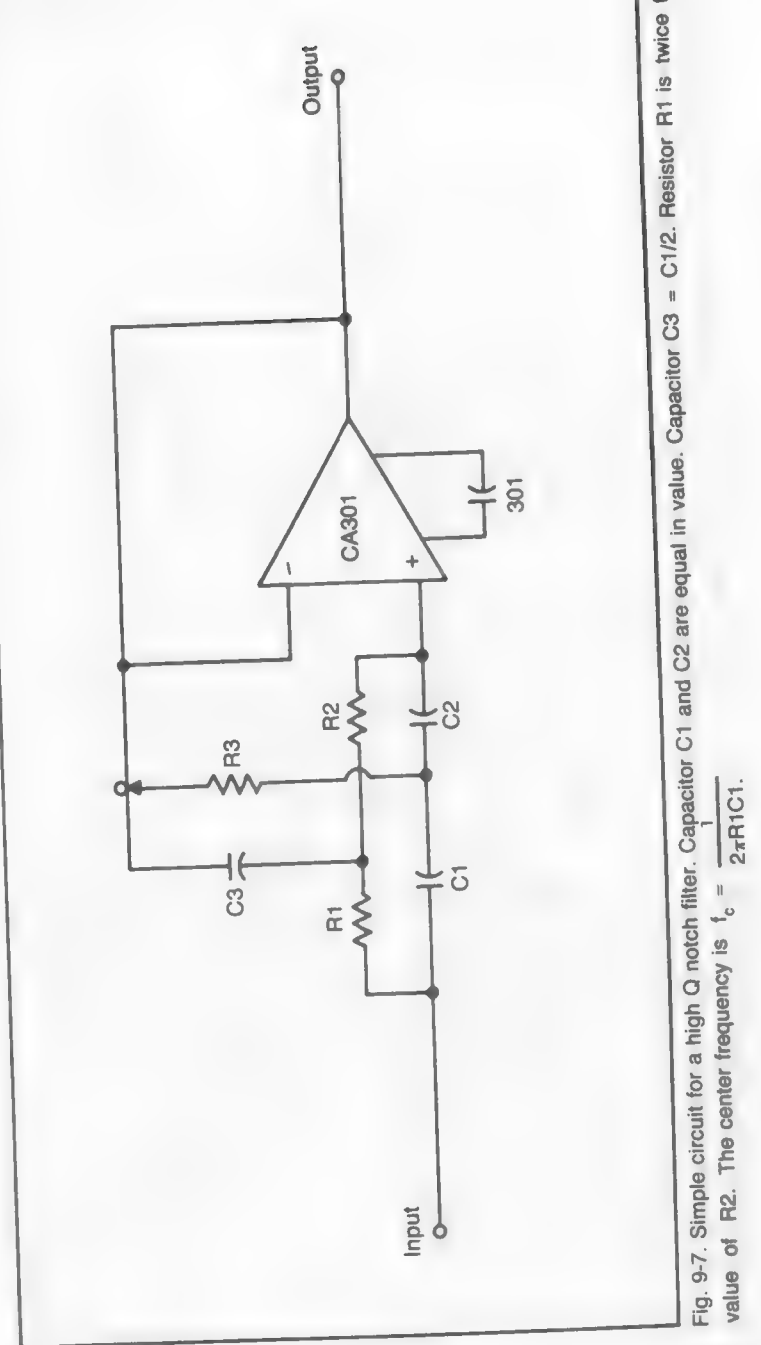 Output
C3
R3
-
CA301
R1
R2
+
Input
C1
C2
301
Fig. 9-7. Simple circuit for a high Q notch filter. Capacitor C1 and C2 are equal in value. Capacitor C3 = C1/2. Resistor R1 is twice
value of R2. The center frequency is fc = 1
2πR1C1.